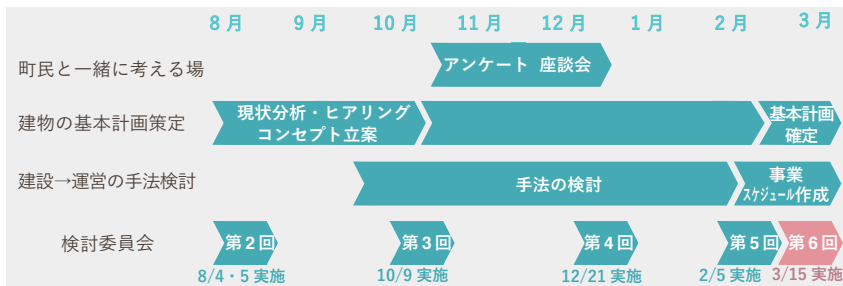 8月 9月 10月 11月 12月 1月 2月 3月
町民と一緒に考える場
アンケート 座談会
建物の基本計画策定
現状分析・ヒアリング
コンセプト立案
基本計画
確定
建設→運営の手法検討
手法の検討
事業
ｽｹｼﾞｭｰﾙ作成
検討委員会
第2回 第3回 第4回 第5回 第6回
8/4・5実施 10/9実施 12/21実施 2/5実施 3/15実施